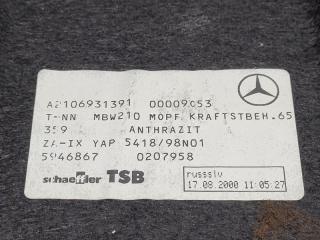 A2106931391 00009053
T-NN MBW210 MOPF KRAFTSTBEH.65
359 ANTHRAZIT
ZA-IX YAP 5418/98N01
5946867 0207958
schaeffler TSB
russslv
17.08.2000 11:05:27